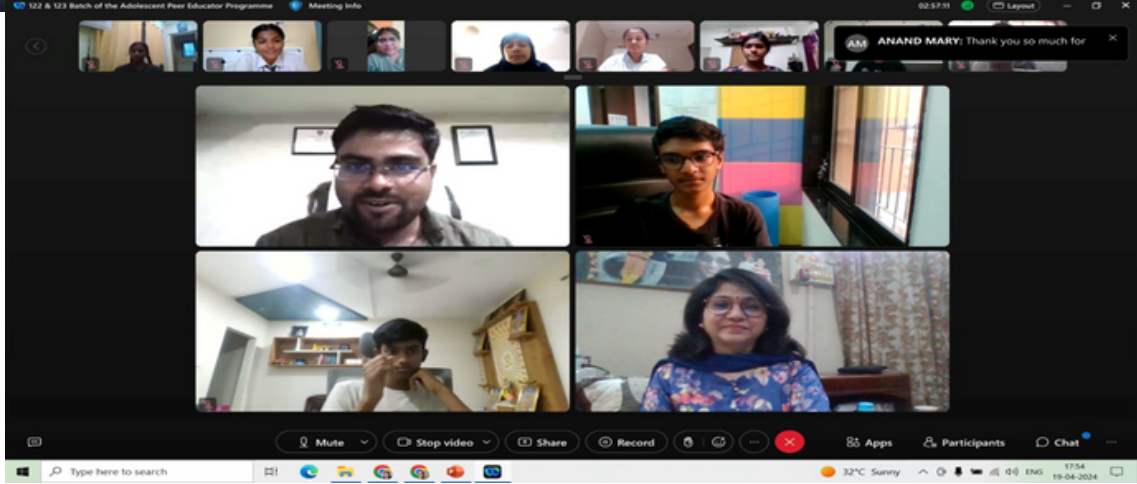 122 & 123 Batch of the Adolescent Peer Educator Programme Meeting Info 02:57:11 Layout
AM ANAND MARY: Thank you so much for
Mute Stop video Share Record Apps Participants Chat
Type here to search 32°C Sunny ENG 17:54
19-04-2024